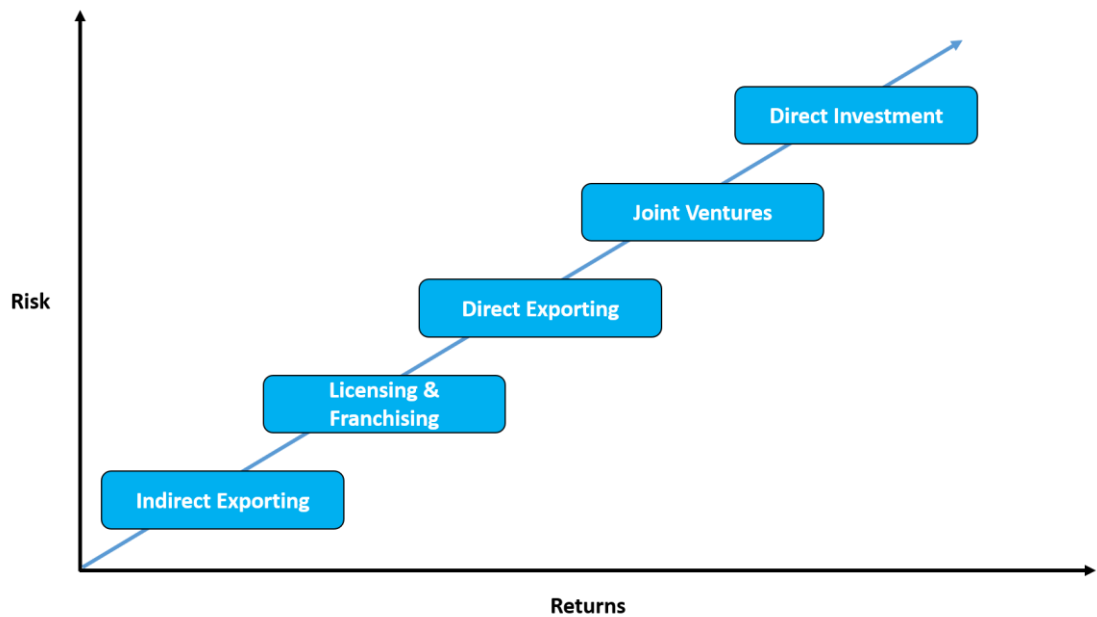 Direct Investment
Joint Ventures
Risk
Direct Exporting
Licensing &
Franchising
Indirect Exporting
Returns